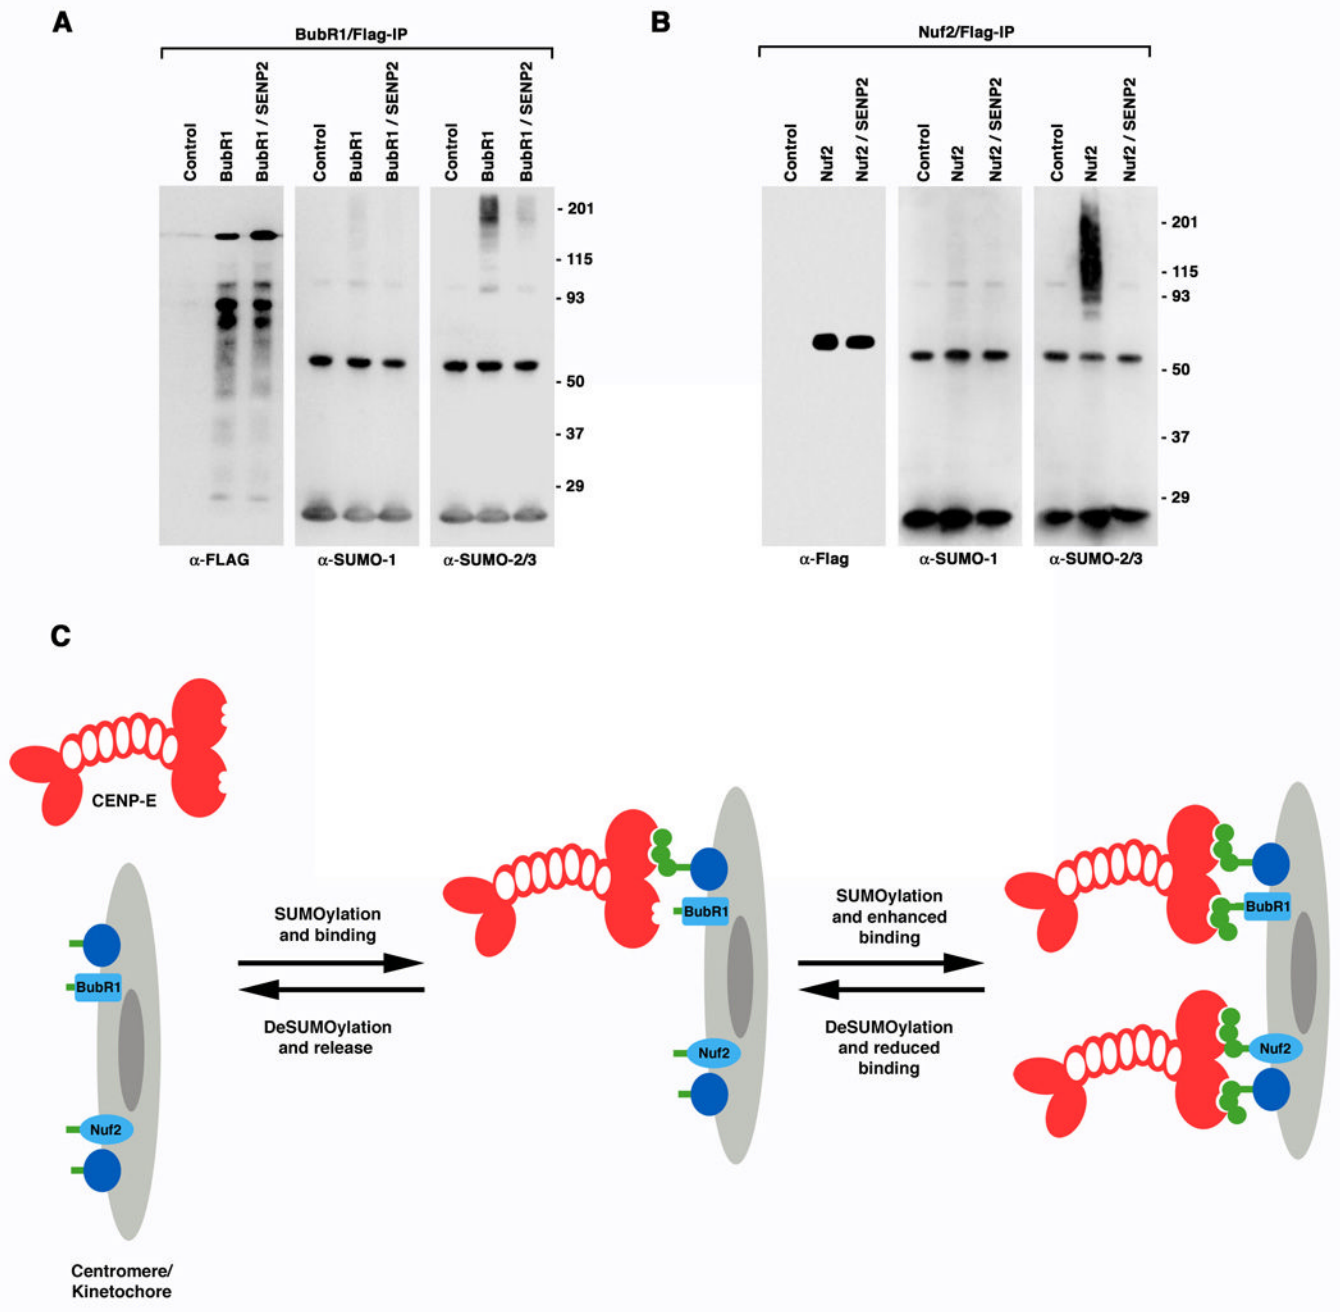 A
BubR1/Flag-IP
Control
BubR1
BubR1 / SENP2
Control
BubR1
BubR1 / SENP2
Control
BubR1
BubR1 / SENP2
- 201
- 115
- 93
- 50
- 37
- 29
α-FLAG
α-SUMO-1
α-SUMO-2/3
B
Nuf2/Flag-IP
Control
Nuf2
Nuf2 / SENP2
Control
Nuf2
Nuf2 / SENP2
Control
Nuf2
Nuf2 / SENP2
- 201
- 115
- 93
- 50
- 37
- 29
α-Flag
α-SUMO-1
α-SUMO-2/3
C
CENP-E
BubR1
Nuf2
Centromere/
Kinetochore
SUMOylation
and binding
DeSUMOylation
and release
BubR1
Nuf2
SUMOylation
and enhanced
binding
DeSUMOylation
and reduced
binding
BubR1
Nuf2